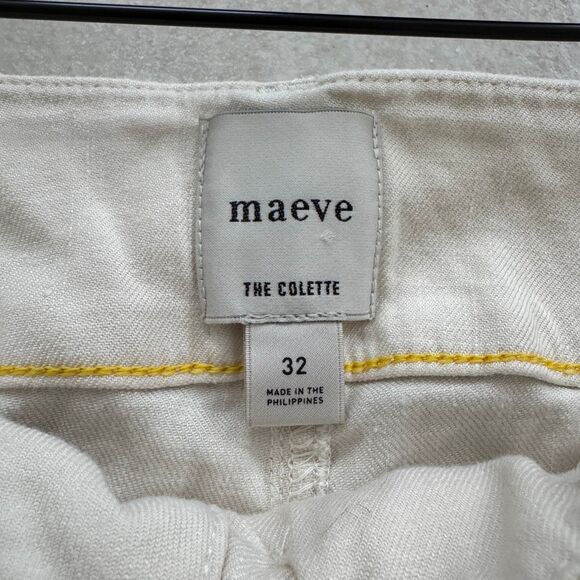 maeve
THE COLETTE
32
MADE IN THE
PHILIPPINES